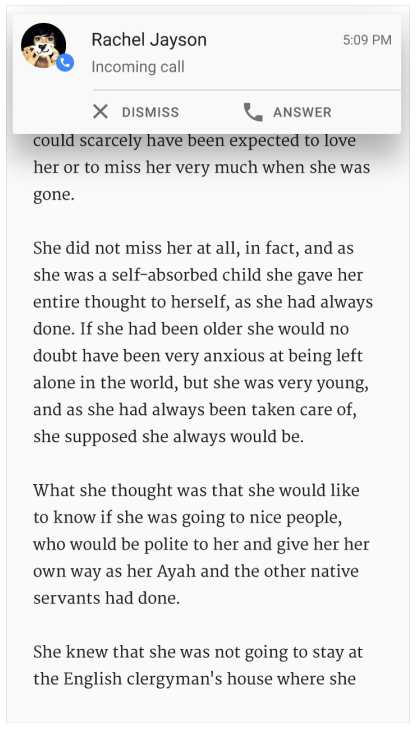 Rachel Jayson
5:09 PM
Incoming call
DISMISS
ANSWER
could scarcely have been expected to love
her or to miss her very much when she was
gone.
She did not miss her at all, in fact, and as
she was a self-absorbed child she gave her
entire thought to herself, as she had always
done. If she had been older she would no
doubt have been very anxious at being left
alone in the world, but she was very young,
and as she had always been taken care of,
she supposed she always would be.
What she thought was that she would like
to know if she was going to nice people,
who would be polite to her and give her her
own way as her Ayah and the other native
servants had done.
She knew that she was not going to stay at
the English clergyman's house where she